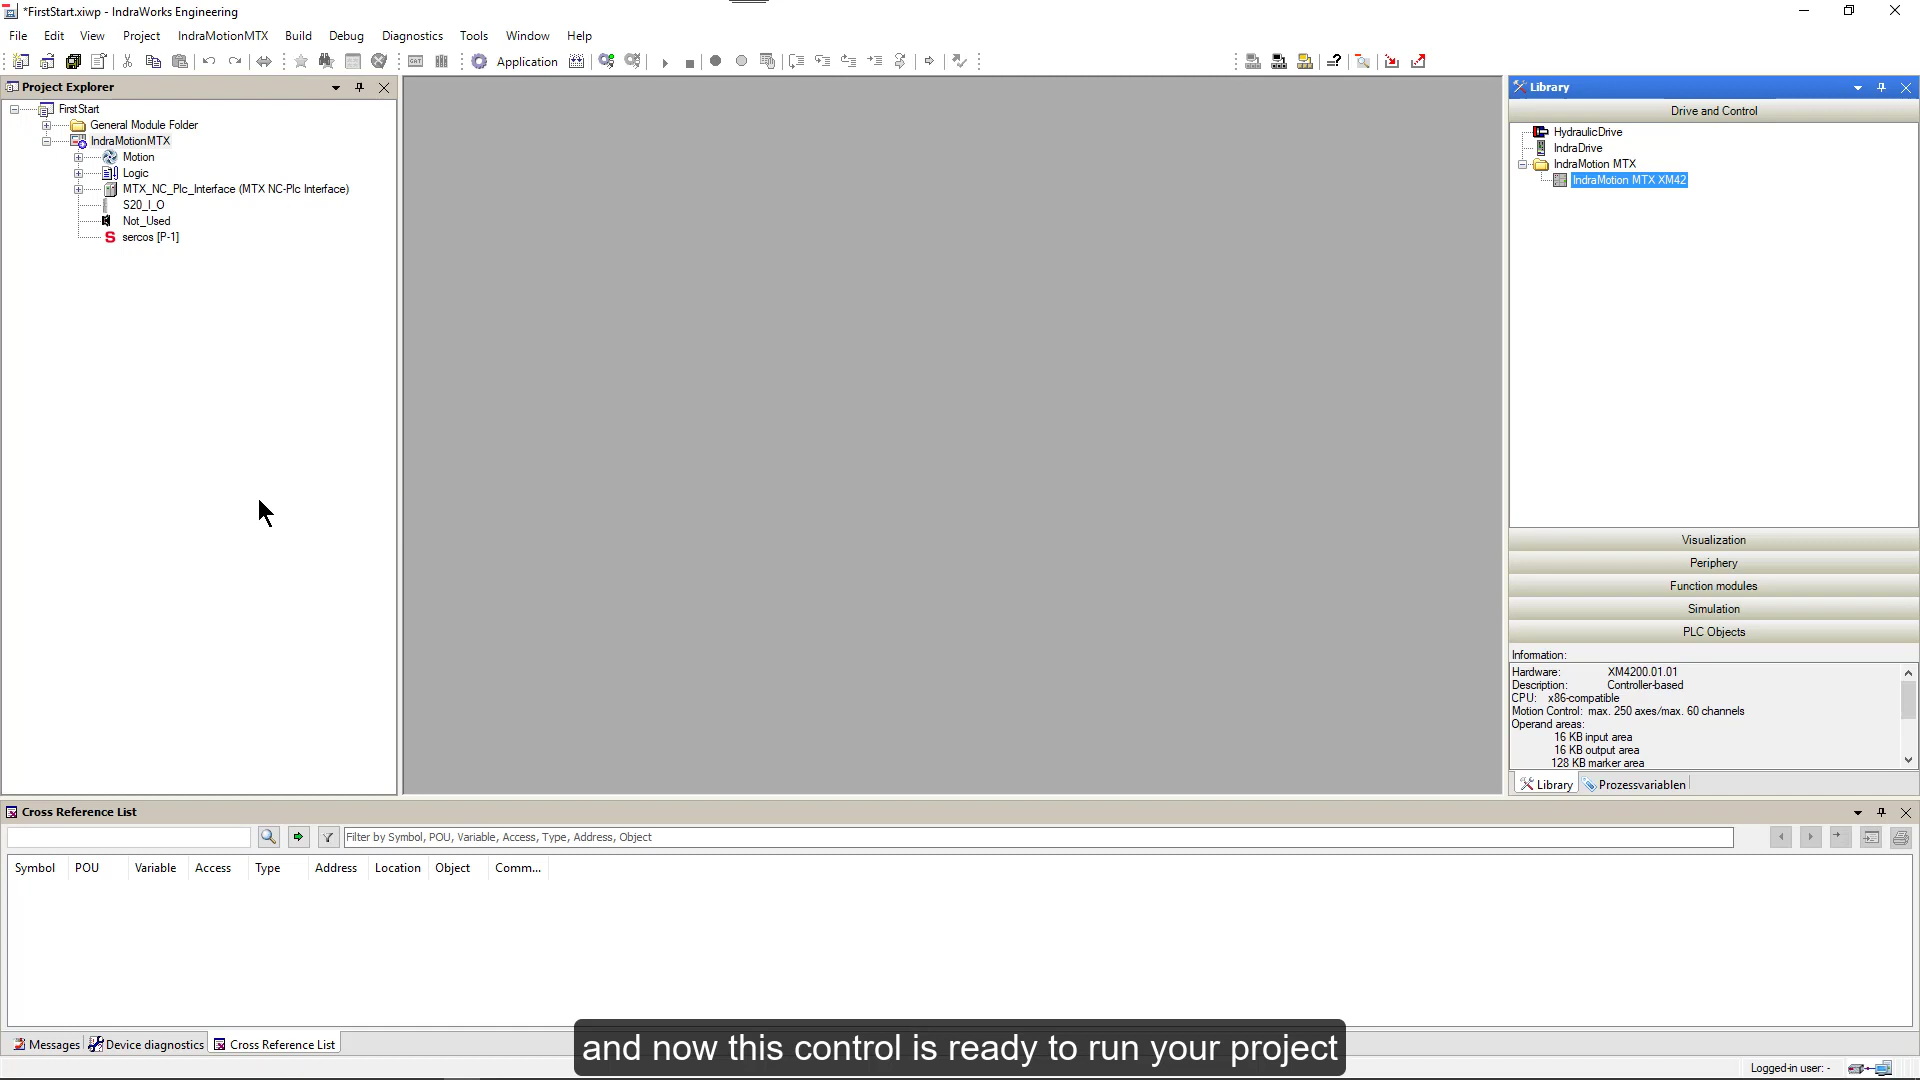 *FirstStart.xiwp - IndraWorks Engineering
File Edit View Project IndraMotionMTX Build Debug Diagnostics Tools Window Help
Application
Project Explorer
FirstStart
General Module Folder
IndraMotionMTX
Motion
Logic
MTX_NC_Plc_Interface (MTX NC-Plc Interface)
S20_I_O
Not_Used
sercos [P-1]
Library
Drive and Control
HydraulicDrive
IndraDrive
IndraMotion MTX
IndraMotion MTX XM42
Visualization
Periphery
Function modules
Simulation
PLC Objects
Information:
Hardware: XM4200.01.01
Description: Controller-based
CPU: x86-compatible
Motion Control: max. 250 axes/max. 60 channels
Operand areas:
16 KB input area
16 KB output area
128 KB marker area
Library Prozessvariablen
Cross Reference List
Filter by Symbol, POU, Variable, Access, Type, Address, Object
Symbol POU Variable Access Type Address Location Object Comm...
Messages Device diagnostics Cross Reference List
and now this control is ready to run your project
Logged-in user: -